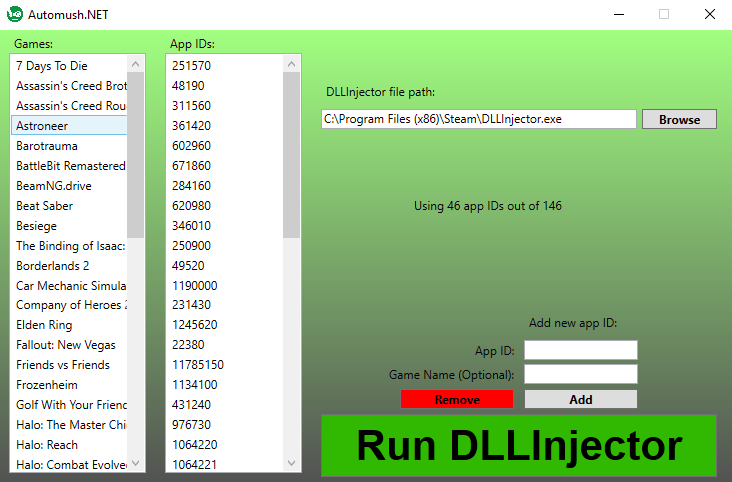 Automush.NET
Games:
7 Days To Die
Assassin's Creed Brot
Assassin's Creed Rou
Astroneer
Barotrauma
BattleBit Remastered
BeamNG.drive
Beat Saber
Besiege
The Binding of Isaac:
Borderlands 2
Car Mechanic Simula
Company of Heroes 2
Elden Ring
Fallout: New Vegas
Friends vs Friends
Frozenheim
Golf With Your Friend
Halo: The Master Chi
Halo: Reach
Halo: Combat Evolved
App IDs:
251570
48190
311560
361420
602960
671860
284160
620980
346010
250900
49520
1190000
231430
1245620
22380
11785150
1134100
431240
976730
1064220
1064221
DLLInjector file path:
C:\Program Files (x86)\Steam\DLLInjector.exe
Browse
Using 46 app IDs out of 146
Add new app ID:
App ID:
Game Name (Optional):
Remove
Add
Run DLLInjector